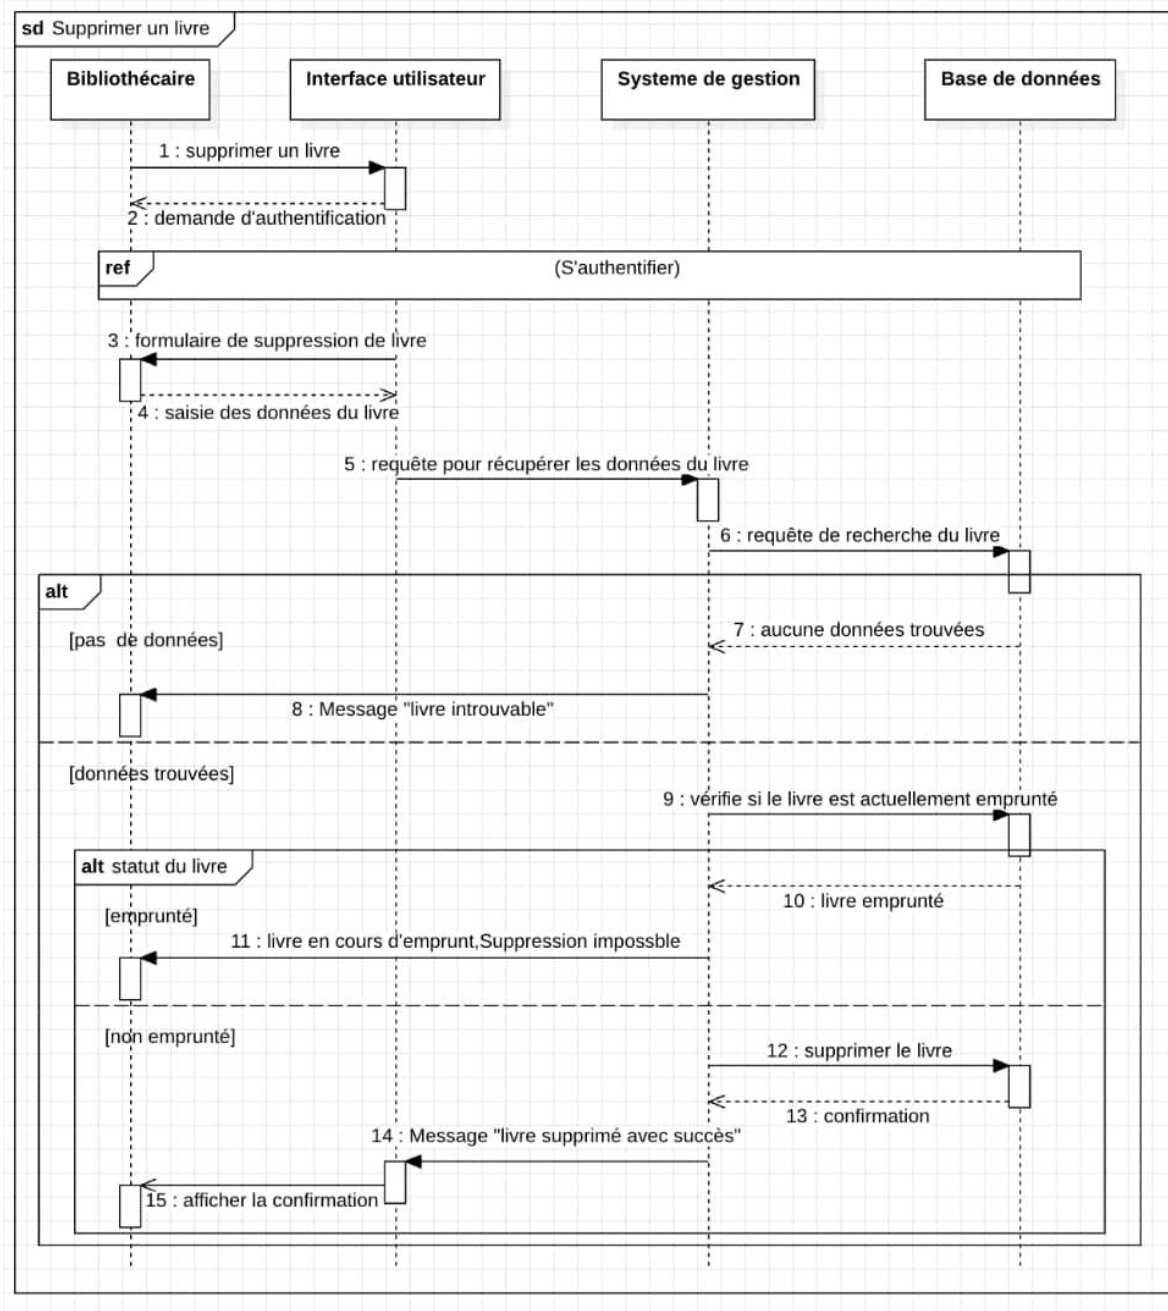 sd Supprimer un livre
Bibliothécaire
Interface utilisateur
Systeme de gestion
Base de données
1 : supprimer un livre
2 : demande d'authentification
ref
(S'authentifier)
3 : formulaire de suppression de livre
4 : saisie des données du livre
5 : requête pour récupérer les données du livre
6 : requête de recherche du livre
alt
[pas  de données]
7 : aucune données trouvées
8 : Message "livre introuvable"
[données trouvées]
9 : vérifie si le livre est actuellement emprunté
alt statut du livre
10 : livre emprunté
[emprunté]
11 : livre en cours d'emprunt,Suppression impossble
[non emprunté]
12 : supprimer le livre
13 : confirmation
14 : Message "livre supprimé avec succès"
15 : afficher la confirmation